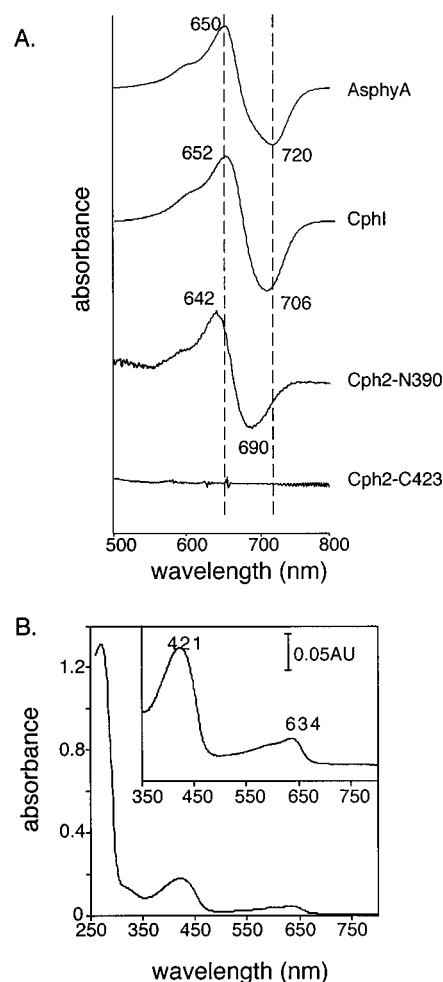 A.
650
AsphyA
720
652
CphI
706
642
Cph2-N390
690
Cph2-C423
absorbance
500 600 700 800
wavelength (nm)
B.
421
0.05AU
634
350 450 550 650 750
1.2
0.8
0.4
0
absorbance
250 350 450 550 650 750
wavelength (nm)